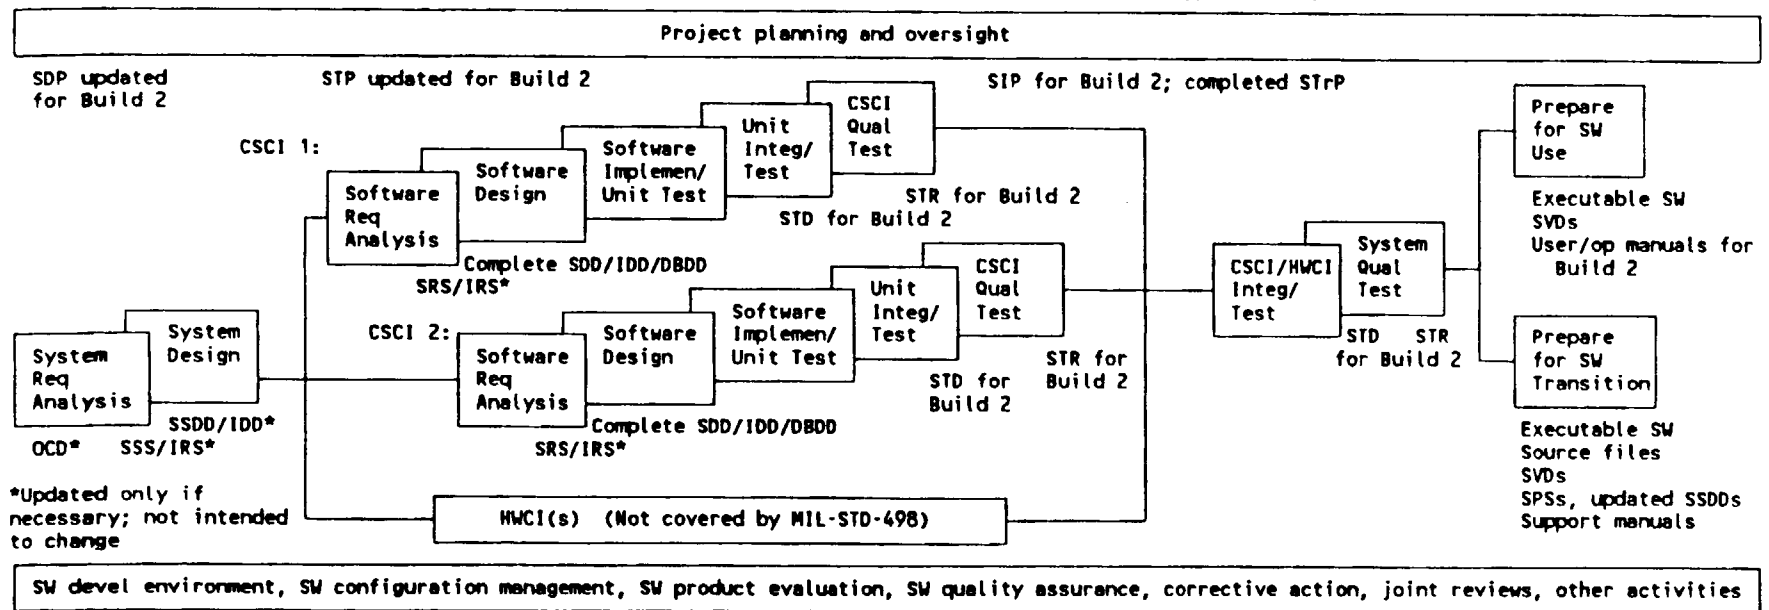 Project planning and oversight
SDP updated
for Build 2
STP updated for Build 2
SIP for Build 2; completed STrP
CSCI 1:
Software
Req
Analysis
Software
Design
Software
Implemen/
Unit Test
Unit
Integ/
Test
CSCI
Qual
Test
STR for Build 2
STD for Build 2
Complete SDD/IDD/DBDD
SRS/IRS*
CSCI 2:
Software
Req
Analysis
Software
Design
Software
Implemen/
Unit Test
Unit
Integ/
Test
CSCI
Qual
Test
STR for
Build 2
STD for
Build 2
Complete SDD/IDD/DBDD
SRS/IRS*
System
Req
Analysis
System
Design
SSDD/IDD*
OCD* SSS/IRS*
*Updated only if
necessary; not intended
to change
HWCI(s) (Not covered by MIL-STD-498)
CSCI/HWCI
Integ/
Test
System
Qual
Test
STD STR
for Build 2
Prepare
for SW
Use
Executable SW
SVDs
User/op manuals for
Build 2
Prepare
for SW
Transition
Executable SW
Source files
SVDs
SPSs, updated SSDDs
Support manuals
SW devel environment, SW configuration management, SW product evaluation, SW quality assurance, corrective action, joint reviews, other activities